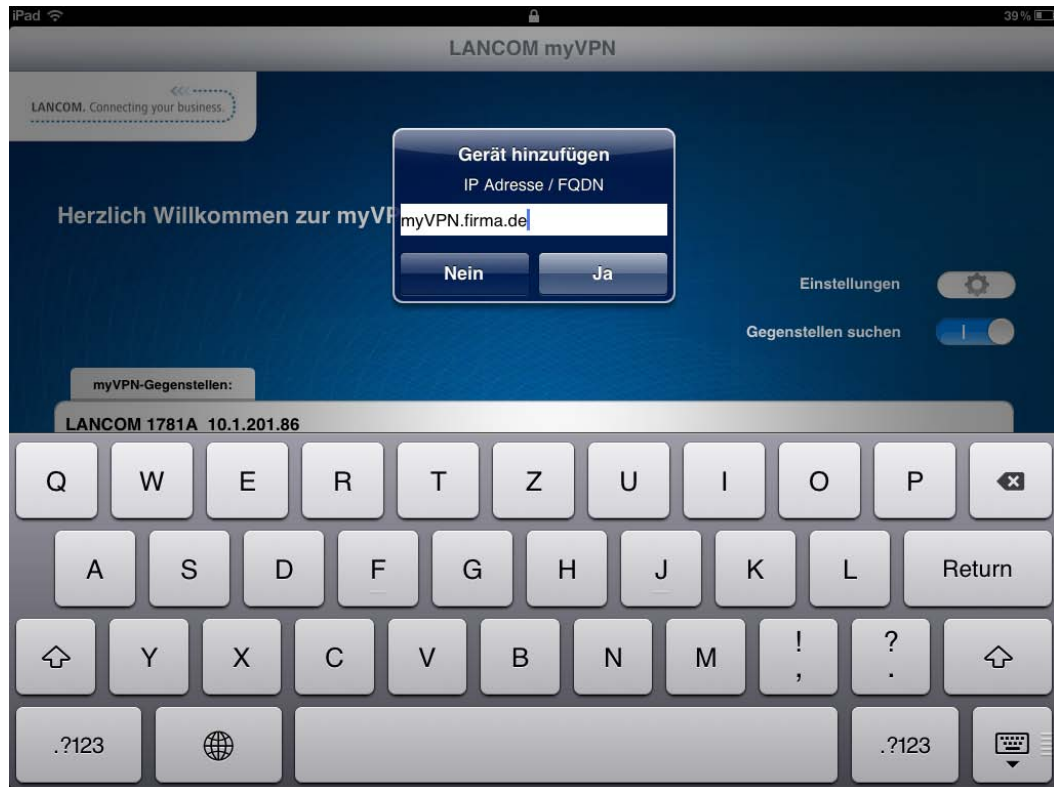 iPad 39%
LANCOM myVPN
LANCOM. Connecting your business.
Gerät hinzufügen
IP Adresse / FQDN
Herzlich Willkommen zur myVP
myVPN.firma.de
Nein Ja
Einstellungen
Gegenstellen suchen
myVPN-Gegenstellen:
LANCOM 1781A 10.1.201.86
Q W E R T Z U I O P
A S D F G H J K L Return
Y X C V B N M ! , ? .
.?123 .?123